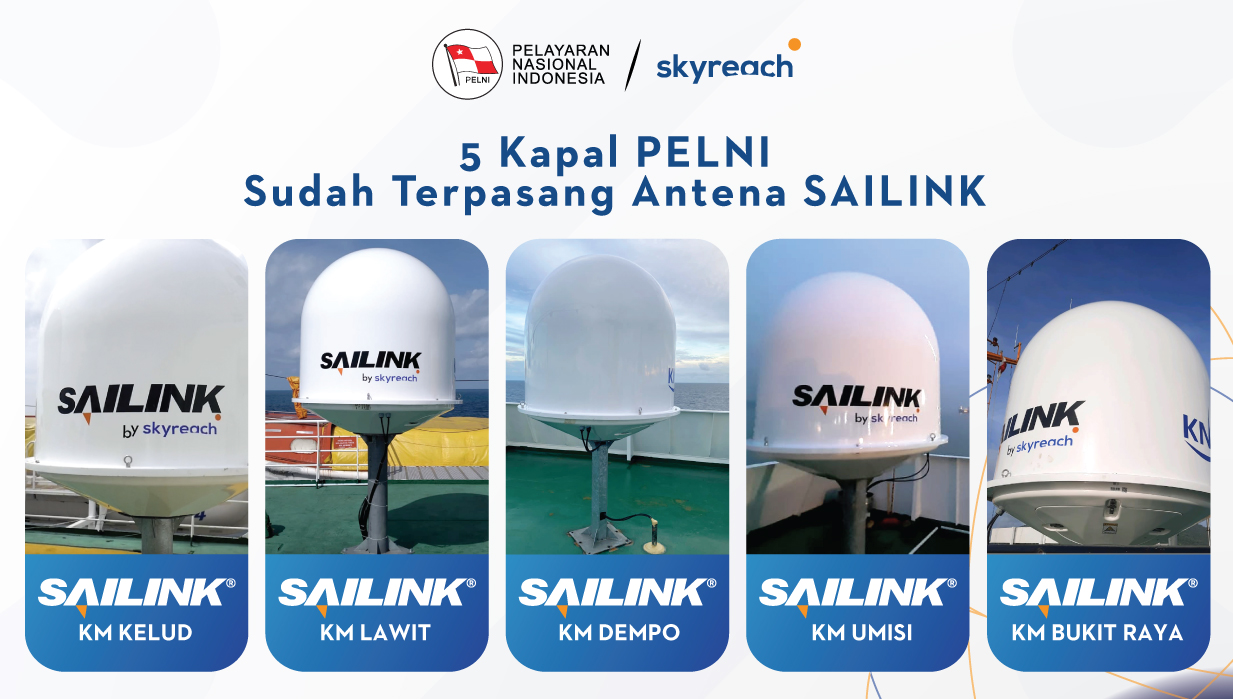 PELNI
PELAYARAN
NASIONAL
INDONESIA
skyreach
5 Kapal PELNI
Sudah Terpasang Antena SAILINK
SAILINK
by skyreach
SAILINK®
KM KELUD
SAILINK
by skyreach
SAILINK®
KM LAWIT
K
SAILINK®
KM DEMPO
SAILINK
by skyreach
SAILINK®
KM UMISI
AILINK
by skyreach
KN
SAILINK®
KM BUKIT RAYA